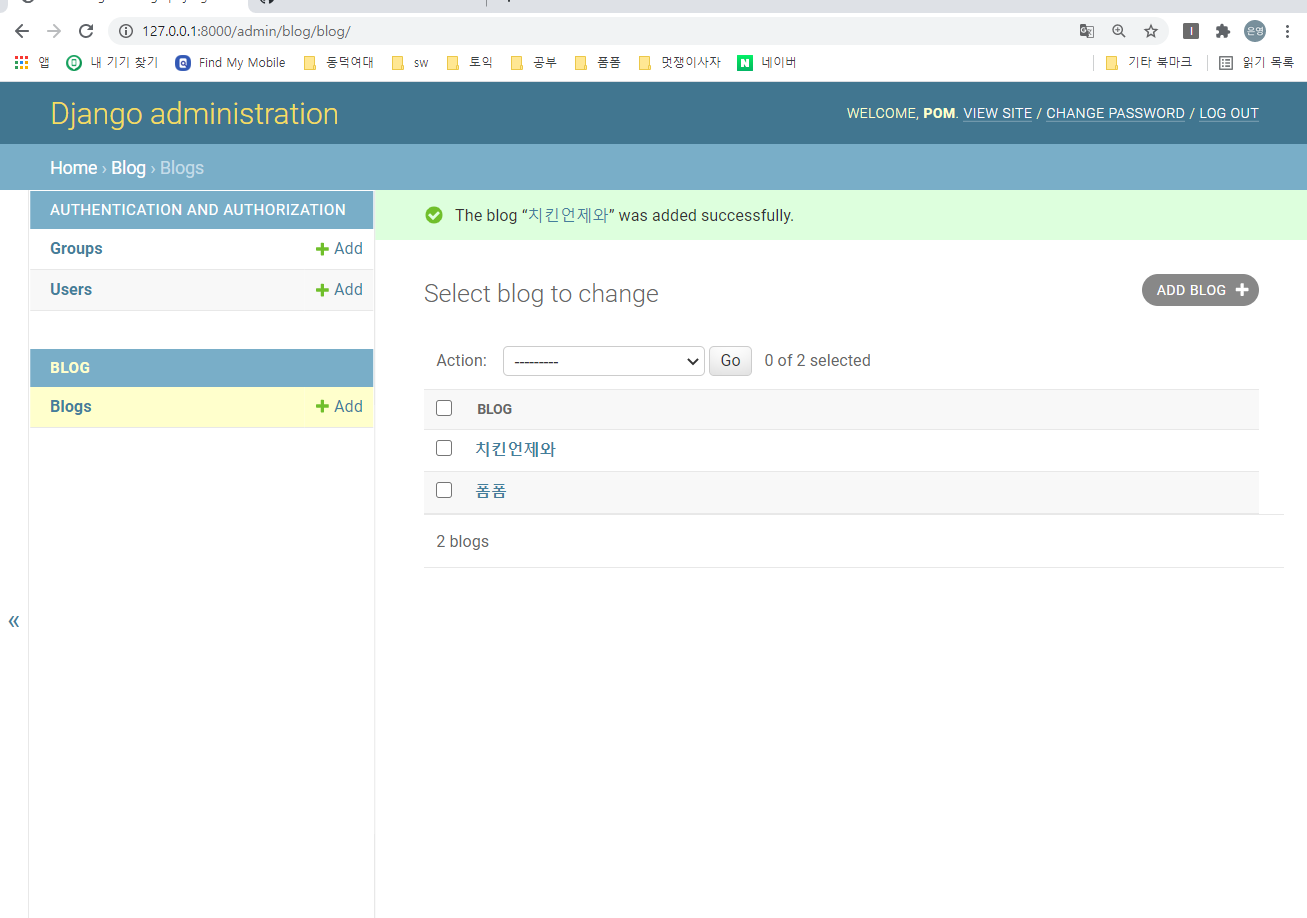 127.0.0.1:8000/admin/blog/blog/
은영
앱 내 기기 찾기 Find My Mobile 동덕여대 sw 토익 공부 폼폼 멋쟁이사자 네이버 기타 북마크 읽기 목록
Django administration
WELCOME, POM. VIEW SITE / CHANGE PASSWORD / LOG OUT
Home › Blog › Blogs
AUTHENTICATION AND AUTHORIZATION
Groups + Add
Users + Add
BLOG
Blogs + Add
«
The blog “치킨언제와” was added successfully.
Select blog to change
ADD BLOG +
Action: --------- Go 0 of 2 selected
BLOG
치킨언제와
폼폼
2 blogs